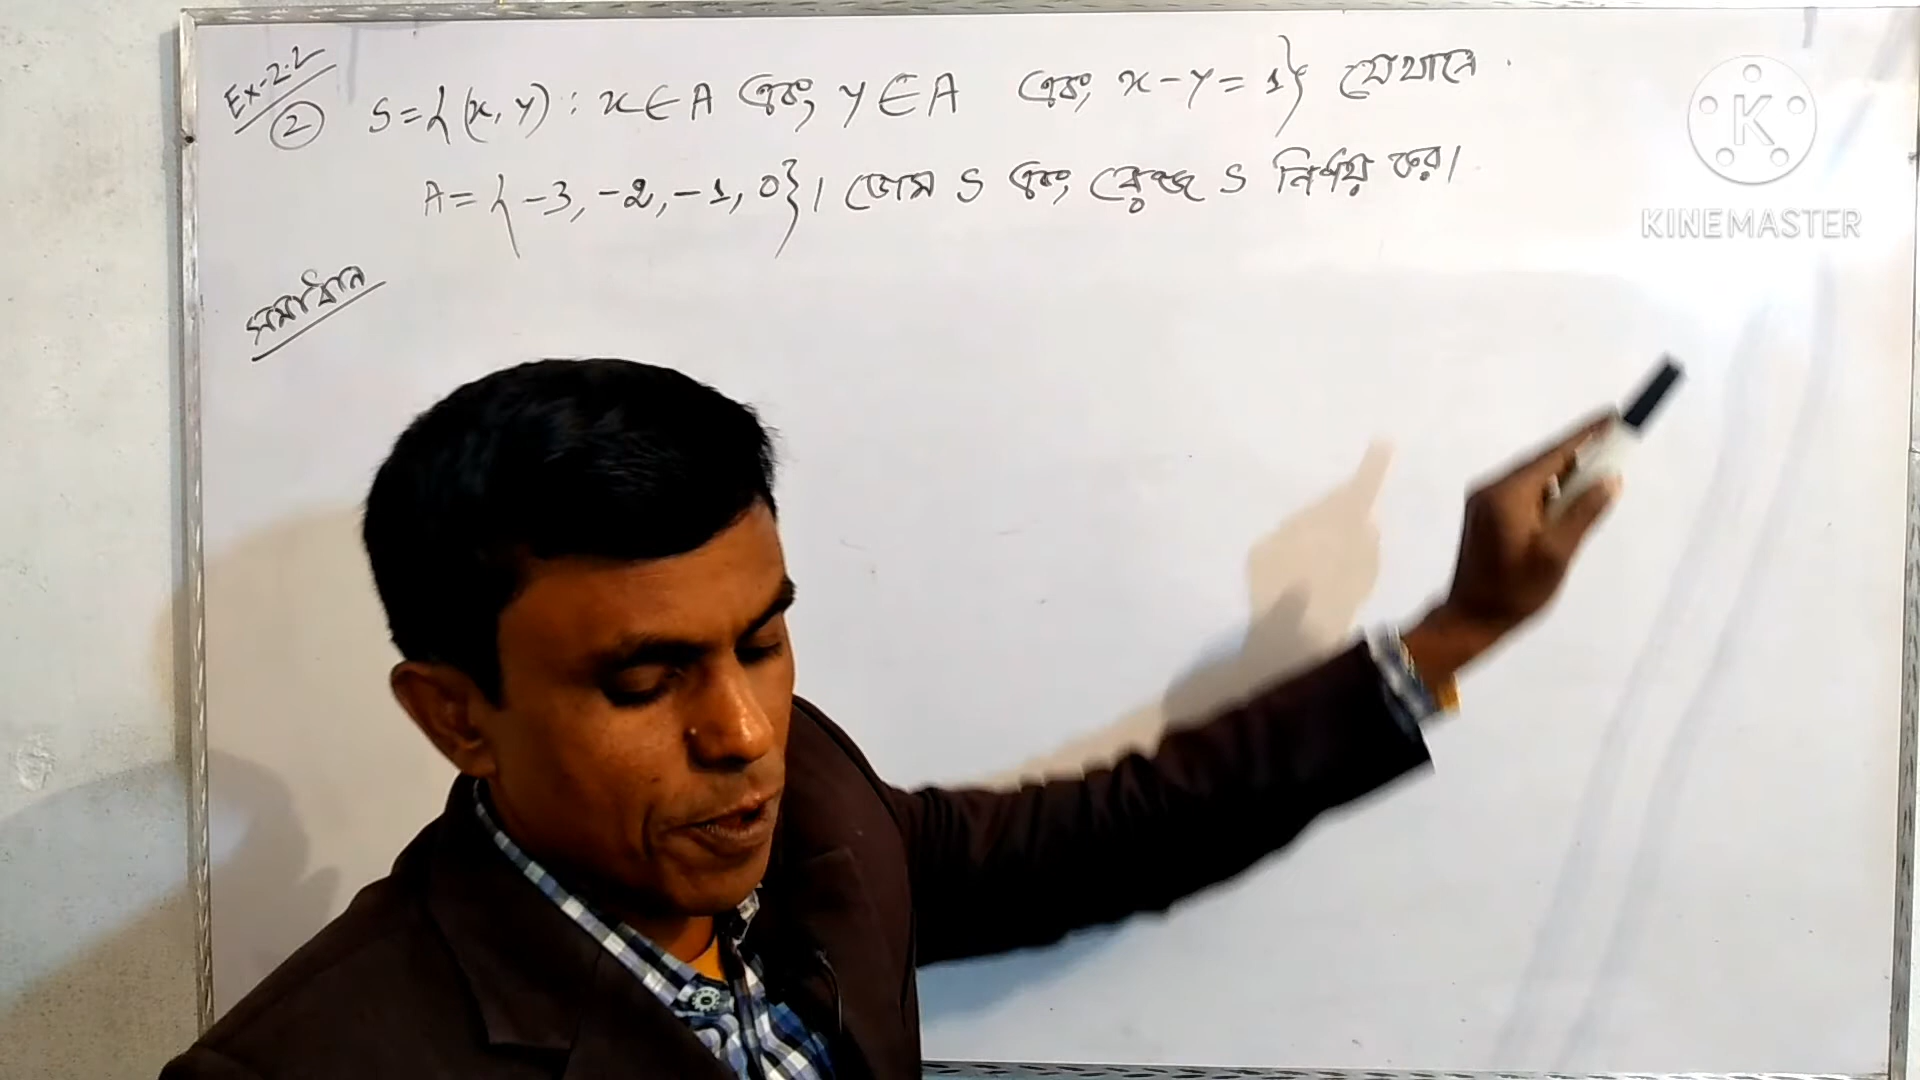 Ex-2.2
② S={(x, y) : x∈A এবং y∈A এবং, x-y=1} যেখানে
A={-3, -2, -1, 0}। ডোম S এবং, রেঞ্জ S নির্ণয় কর।
সমাধান
K
KINEMASTER